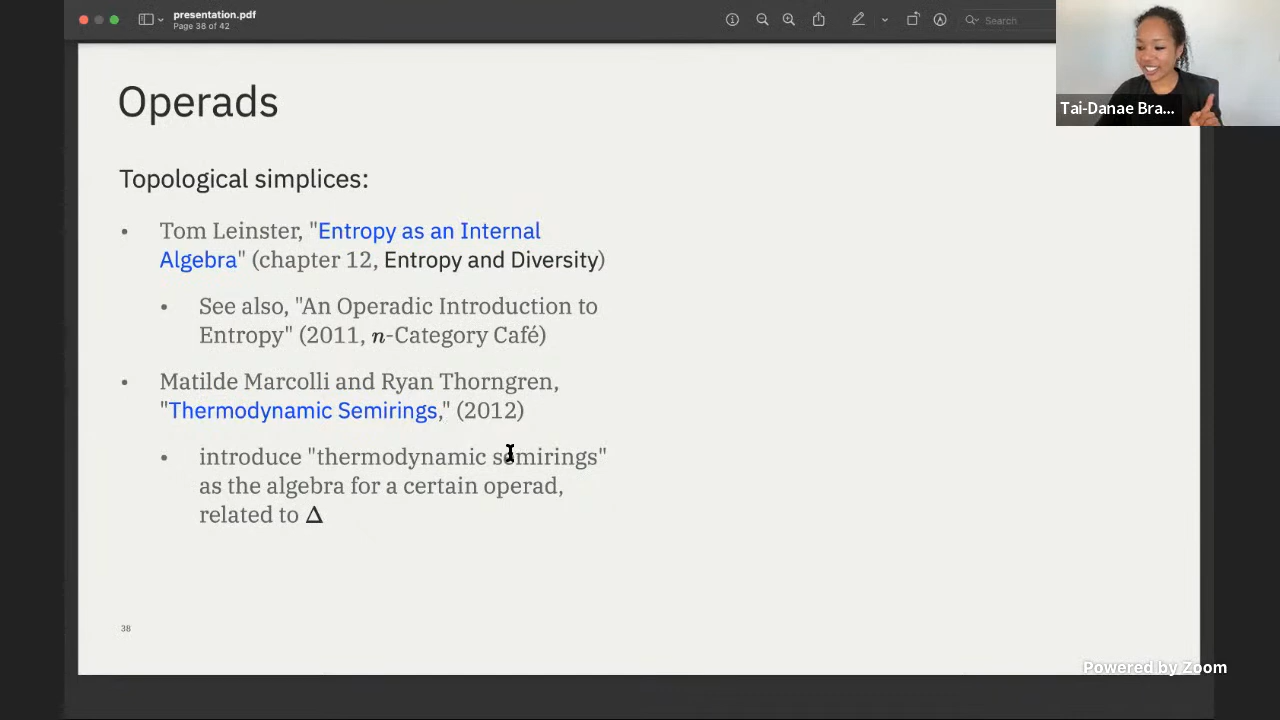 presentation.pdf
Page 38 of 42
Search
Tai-Danae Bra...
Operads
Topological simplices:
• Tom Leinster, "Entropy as an Internal
Algebra" (chapter 12, Entropy and Diversity)
• See also, "An Operadic Introduction to
Entropy" (2011, n-Category Café)
• Matilde Marcolli and Ryan Thorngren,
"Thermodynamic Semirings," (2012)
• introduce "thermodynamic semirings"
as the algebra for a certain operad,
related to Δ
38
Powered by Zoom